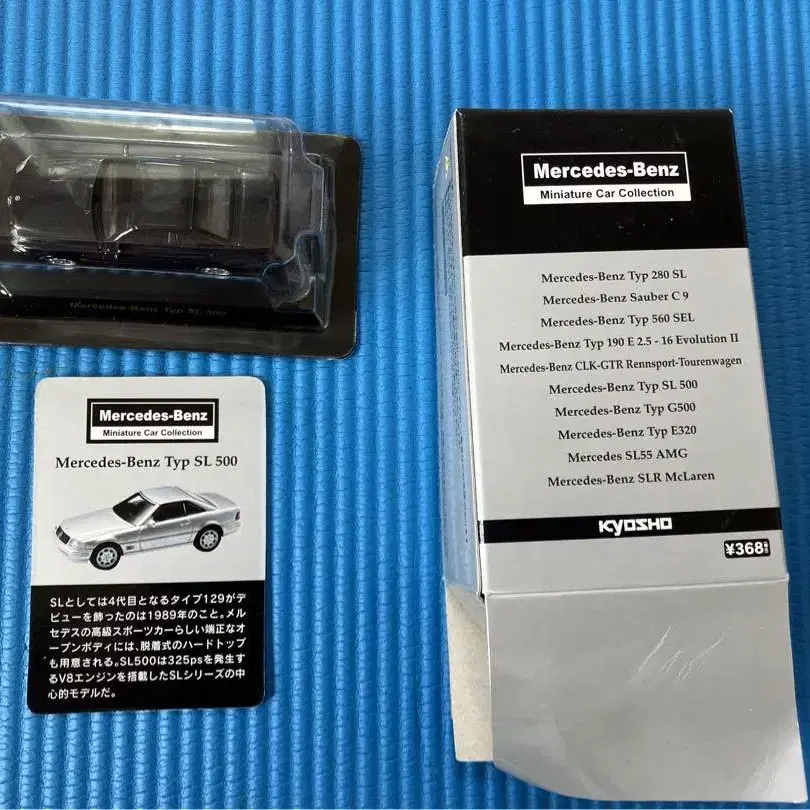 Mercedes-Benz Typ SL 500
Mercedes-Benz
Miniature Car Collection
Mercedes-Benz Typ SL 500
SLとしては4代目となるタイプ129がデ
ビューを飾ったのは1989年のこと。メル
セデスの高級スポーツカーらしい端正なオ
ープンボディには、脱着式のハードトップ
も用意される。SL500は325psを発生す
るV8エンジンを搭載したSLシリーズの中
心的モデルだ。
Mercedes-Benz
Miniature Car Collection
Mercedes-Benz Typ 280 SL
Mercedes-Benz Sauber C 9
Mercedes-Benz Typ 560 SEL
Mercedes-Benz Typ 190 E 2.5 - 16 Evolution II
Mercedes-Benz CLK-GTR Rennsport-Tourenwagen
Mercedes-Benz Typ SL 500
Mercedes-Benz Typ G500
Mercedes-Benz Typ E320
Mercedes SL55 AMG
Mercedes-Benz SLR McLaren
KYOSHO
¥368